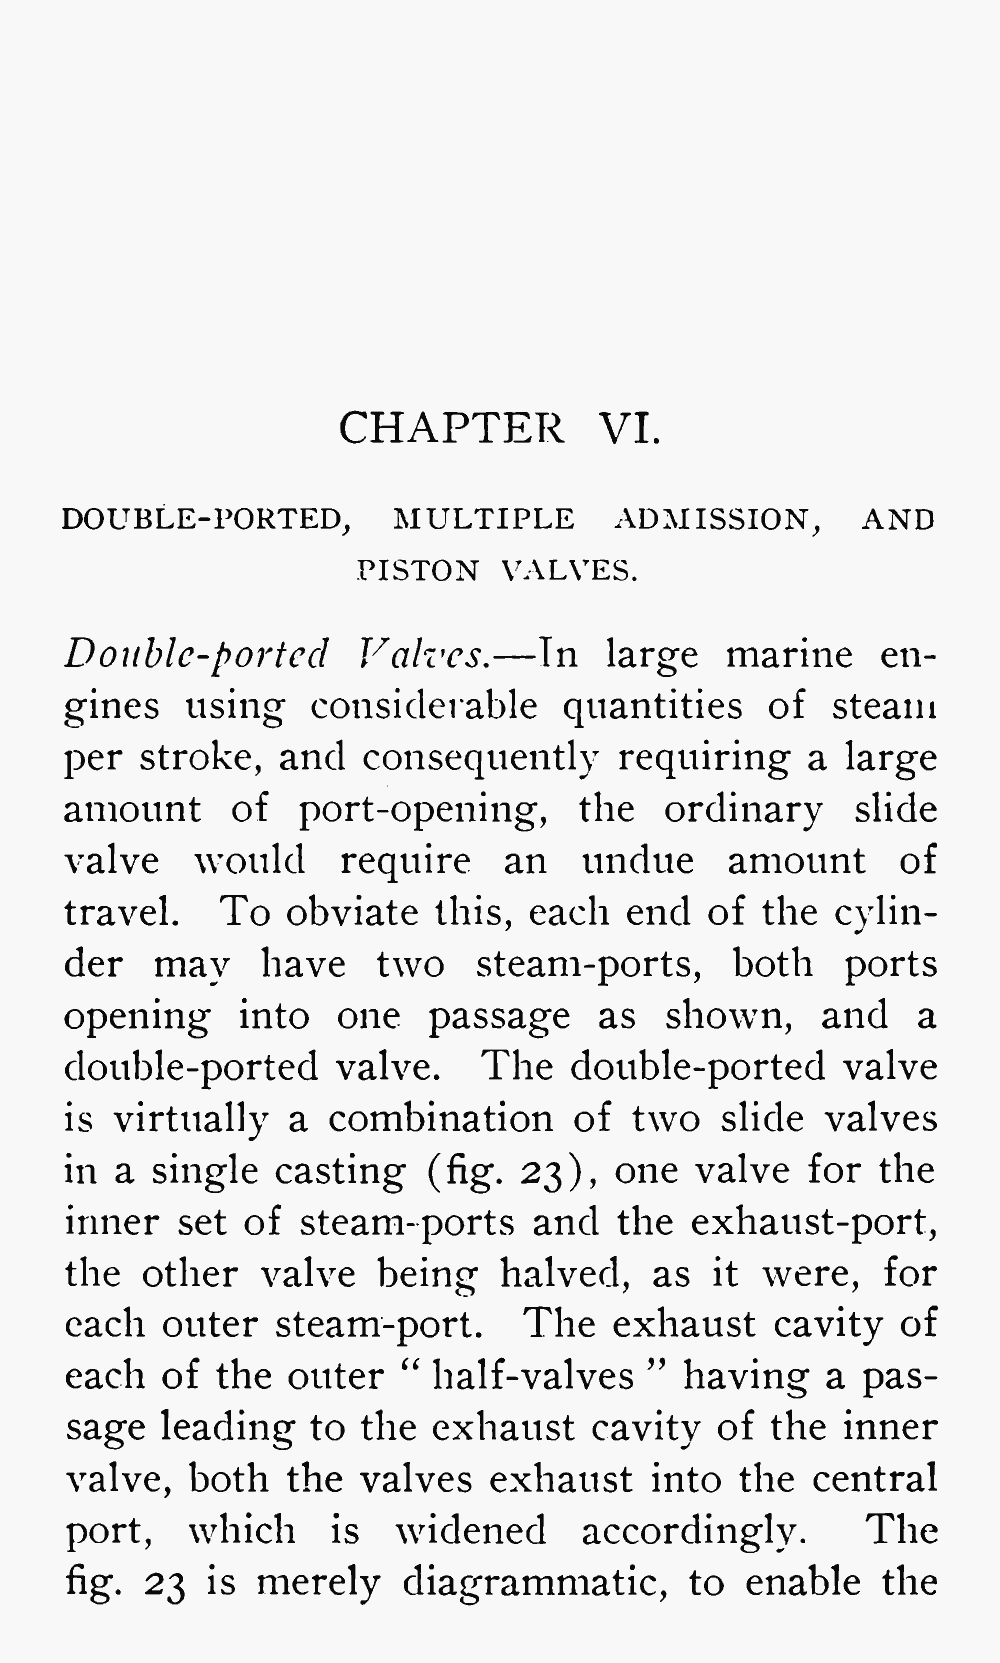 CHAPTER VI.
DOUBLE-PORTED, MULTIPLE ADMISSION, AND
PISTON VALVES.
Double-ported Valves.—In large marine en-
gines using considerable quantities of steam
per stroke, and consequently requiring a large
amount of port-opening, the ordinary slide
valve would require an undue amount of
travel. To obviate this, each end of the cylin-
der may have two steam-ports, both ports
opening into one passage as shown, and a
double-ported valve. The double-ported valve
is virtually a combination of two slide valves
in a single casting (fig. 23), one valve for the
inner set of steam-ports and the exhaust-port,
the other valve being halved, as it were, for
each outer steam-port. The exhaust cavity of
each of the outer “ half-valves ” having a pas-
sage leading to the exhaust cavity of the inner
valve, both the valves exhaust into the central
port, which is widened accordingly. The
fig. 23 is merely diagrammatic, to enable the